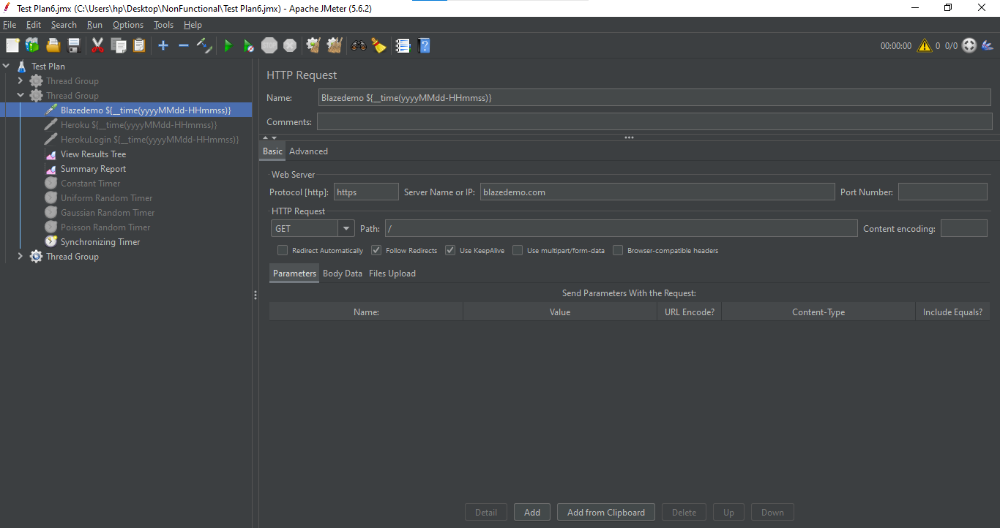 Test Plan6.jmx (C:\Users\hp\Desktop\NonFunctional\Test Plan6.jmx) - Apache JMeter (5.6.2)
File Edit Search Run Options Tools Help
STOP 00:00:00 0 0/0
Test Plan
Thread Group
Thread Group
Blazedemo ${__time(yyyyMMdd-HHmmss)}
Heroku ${__time(yyyyMMdd-HHmmss)}
HerokuLogin ${__time(yyyyMMdd-HHmmss)}
View Results Tree
Summary Report
Constant Timer
Uniform Random Timer
Gaussian Random Timer
Poisson Random Timer
Synchronizing Timer
Thread Group
HTTP Request
Name: Blazedemo ${__time(yyyyMMdd-HHmmss)}
Comments:
Basic Advanced
Web Server
Protocol [http]: https Server Name or IP: blazedemo.com Port Number:
HTTP Request
GET Path: / Content encoding:
Redirect Automatically Follow Redirects Use KeepAlive Use multipart/form-data Browser-compatible headers
Parameters Body Data Files Upload
Send Parameters With the Request:
Name: Value URL Encode? Content-Type Include Equals?
Detail Add Add from Clipboard Delete Up Down